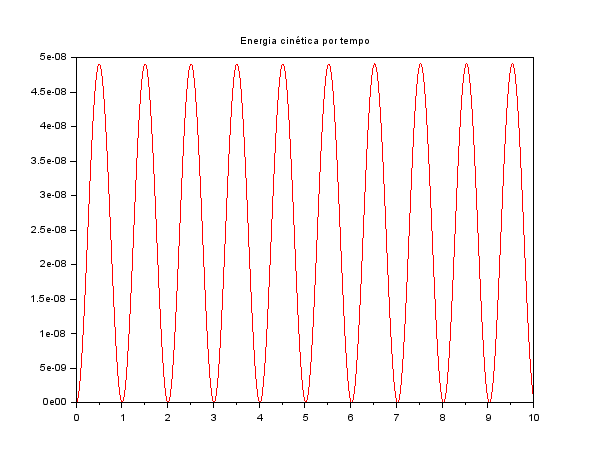 Energia cinética por tempo
5e-08
4.5e-08
4e-08
3.5e-08
3e-08
2.5e-08
2e-08
1.5e-08
1e-08
5e-09
0e00
0 1 2 3 4 5 6 7 8 9 10